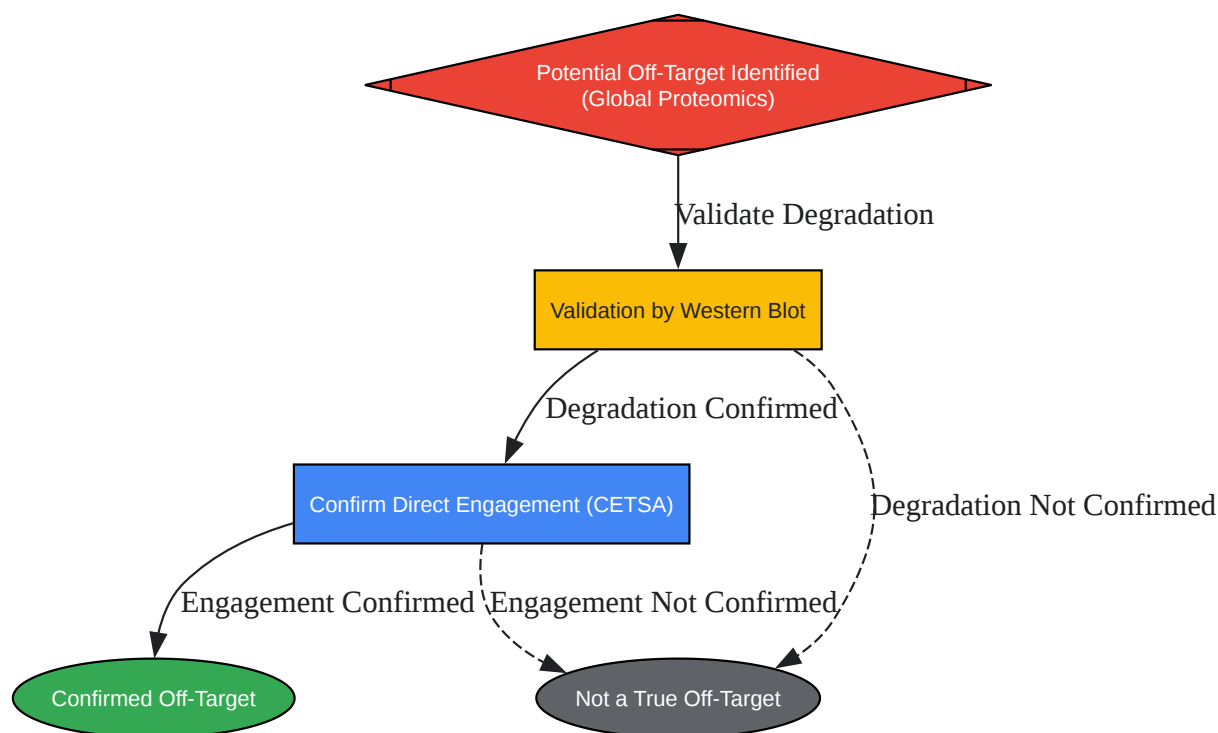 Potential Off-Target Identified
(Global Proteomics)
Validate Degradation
Validation by Western Blot
Degradation Confirmed
Confirm Direct Engagement (CETSA)
Degradation Not Confirmed
Engagement Confirmed
Engagement Not Confirmed
Confirmed Off-Target
Not a True Off-Target